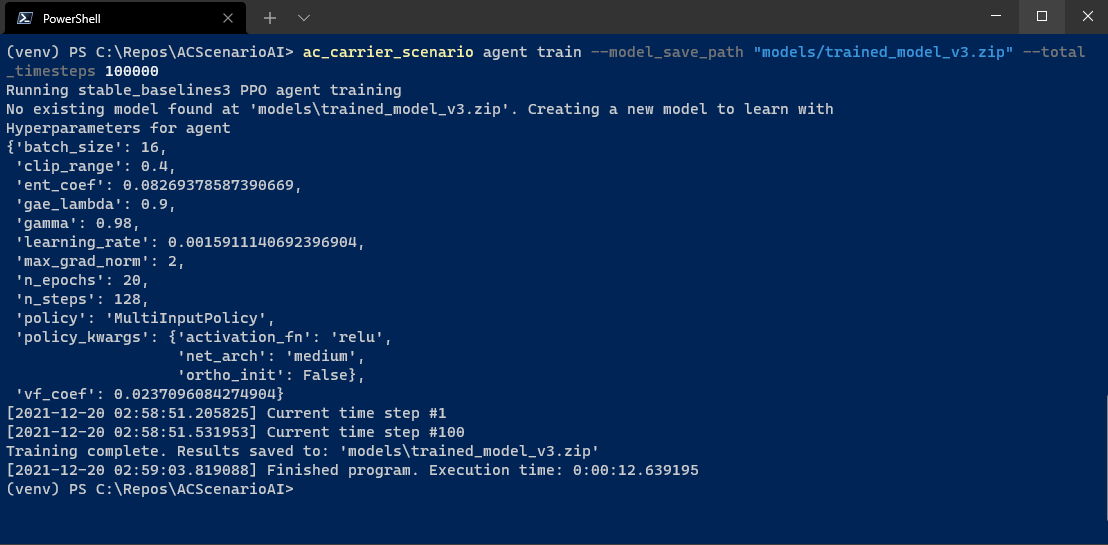 PowerShell
(venv) PS C:\Repos\ACScenarioAI> ac_carrier_scenario agent train --model_save_path "models/trained_model_v3.zip" --total
_timesteps 100000
Running stable_baselines3 PPO agent training
No existing model found at 'models\trained_model_v3.zip'. Creating a new model to learn with
Hyperparameters for agent
{'batch_size': 16,
 'clip_range': 0.4,
 'ent_coef': 0.08269378587390669,
 'gae_lambda': 0.9,
 'gamma': 0.98,
 'learning_rate': 0.0015911140692396904,
 'max_grad_norm': 2,
 'n_epochs': 20,
 'n_steps': 128,
 'policy': 'MultiInputPolicy',
 'policy_kwargs': {'activation_fn': 'relu',
                   'net_arch': 'medium',
                   'ortho_init': False},
 'vf_coef': 0.0237096084274904}
[2021-12-20 02:58:51.205825] Current time step #1
[2021-12-20 02:58:51.531953] Current time step #100
Training complete. Results saved to: 'models\trained_model_v3.zip'
[2021-12-20 02:59:03.819088] Finished program. Execution time: 0:00:12.639195
(venv) PS C:\Repos\ACScenarioAI>